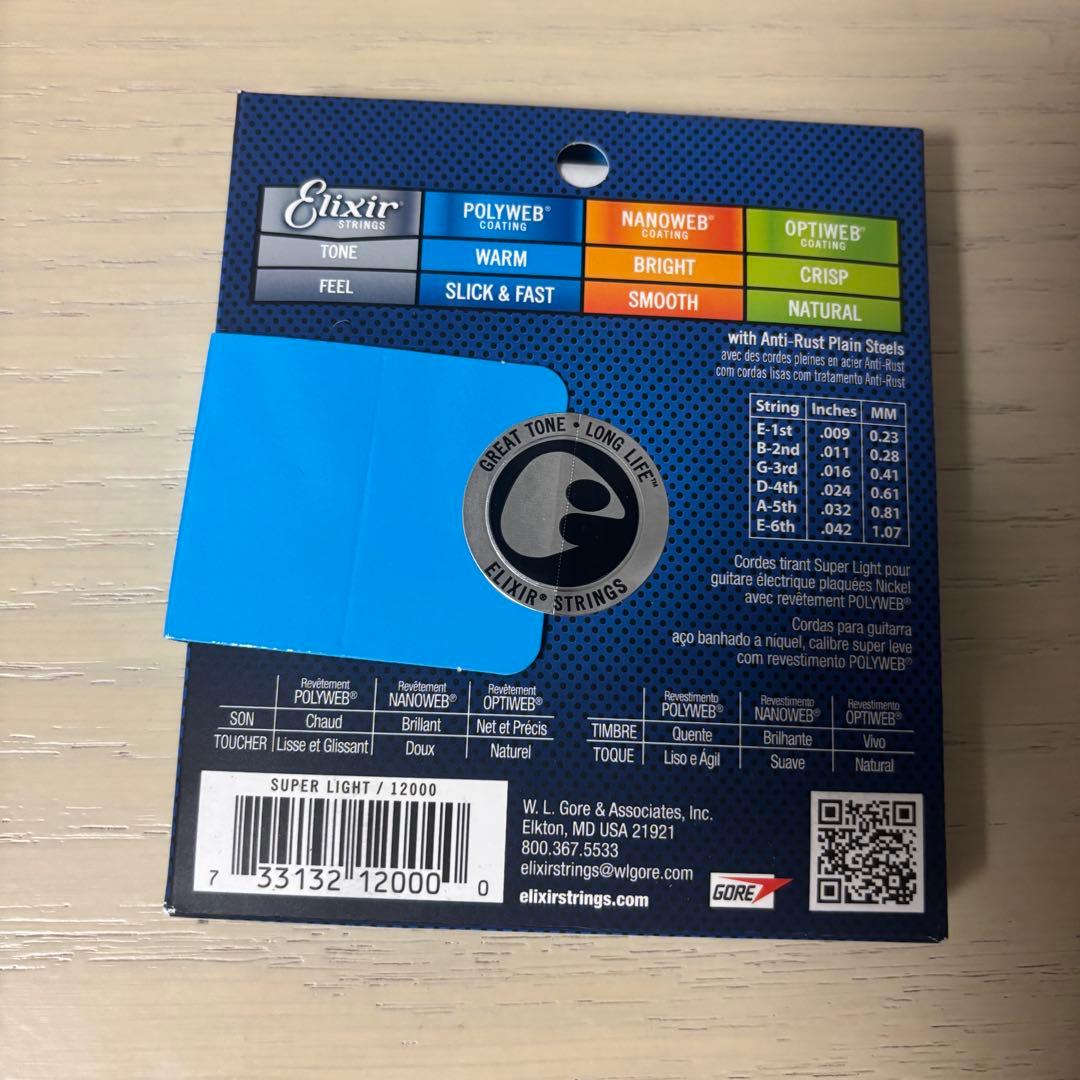 Elixir®
STRINGS
POLYWEB®
COATING
NANOWEB®
COATING
OPTIWEB®
COATING
TONE
WARM
BRIGHT
CRISP
FEEL
SLICK & FAST
SMOOTH
NATURAL
with Anti-Rust Plain Steels
avec des cordes pleines en acier Anti-Rust
com cordas lisas com tratamento Anti-Rust
String Inches MM
E-1st .009 0.23
B-2nd .011 0.28
G-3rd .016 0.41
D-4th .024 0.61
A-5th .032 0.81
E-6th .042 1.07
GREAT TONE • LONG LIFE™
ELIXIR® STRINGS
Cordes tirant Super Light pour
guitare électrique plaquées Nickel
avec revêtement POLYWEB®
Cordas para guitarra
aço banhado a níquel, calibre super leve
com revestimento POLYWEB®
Revêtement
POLYWEB®
Revêtement
NANOWEB®
Revêtement
OPTIWEB®
SON Chaud Brillant Net et Précis
TOUCHER Lisse et Glissant Doux Naturel
Revestimento
POLYWEB®
Revestimento
NANOWEB®
Revestimento
OPTIWEB®
TIMBRE Quente Brilhante Vivo
TOQUE Liso e Ágil Suave Natural
SUPER LIGHT / 12000
7 33132 12000 0
W. L. Gore & Associates, Inc.
Elkton, MD USA 21921
800.367.5533
elixirstrings@wlgore.com
elixirstrings.com
GORE